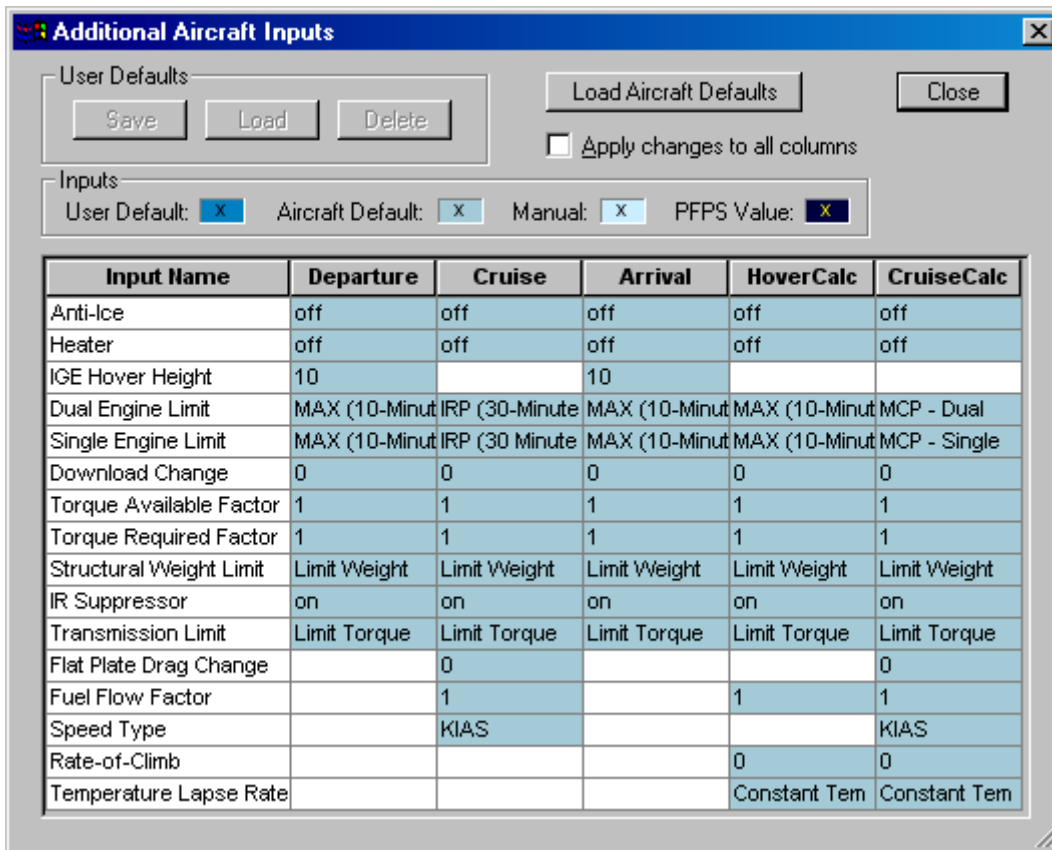 Additional Aircraft Inputs
User Defaults
Save Load Delete
Load Aircraft Defaults
Close
Apply changes to all columns
Inputs
User Default: X Aircraft Default: X Manual: X PFPS Value: X
Input Name Departure Cruise Arrival HoverCalc CruiseCalc
Anti-Ice off off off off off
Heater off off off off off
IGE Hover Height 10 10
Dual Engine Limit MAX (10-Minut IRP (30-Minute MAX (10-Minut MAX (10-Minut MCP - Dual
Single Engine Limit MAX (10-Minut IRP (30 Minute MAX (10-Minut MAX (10-Minut MCP - Single
Download Change 0 0 0 0 0
Torque Available Factor 1 1 1 1 1
Torque Required Factor 1 1 1 1 1
Structural Weight Limit Limit Weight Limit Weight Limit Weight Limit Weight Limit Weight
IR Suppressor on on on on on
Transmission Limit Limit Torque Limit Torque Limit Torque Limit Torque Limit Torque
Flat Plate Drag Change 0 0
Fuel Flow Factor 1 1 1
Speed Type KIAS KIAS
Rate-of-Climb 0 0
Temperature Lapse Rate Constant Tem Constant Tem